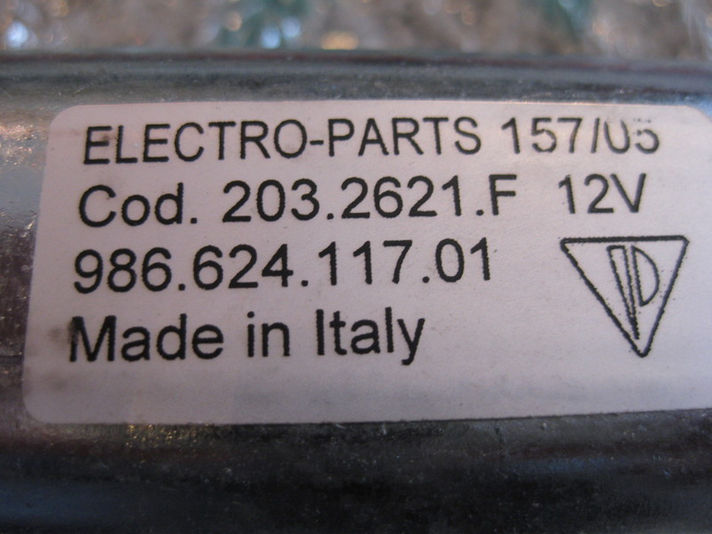 ELECTRO-PARTS 157/05
Cod. 203.2621.F 12V
986.624.117.01
Made in Italy